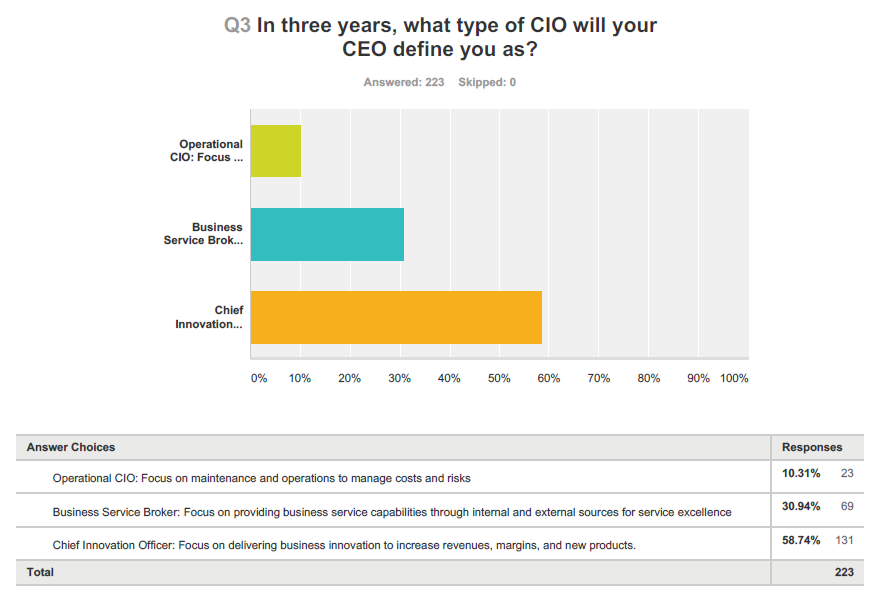 Q3 In three years, what type of CIO will your
CEO define you as?
Answered: 223 Skipped: 0
Operational
CIO: Focus ...
Business
Service Brok...
Chief
Innovation...
0% 10% 20% 30% 40% 50% 60% 70% 80% 90% 100%
Answer Choices Responses
Operational CIO: Focus on maintenance and operations to manage costs and risks 10.31% 23
Business Service Broker: Focus on providing business service capabilities through internal and external sources for service excellence 30.94% 69
Chief Innovation Officer: Focus on delivering business innovation to increase revenues, margins, and new products. 58.74% 131
Total 223